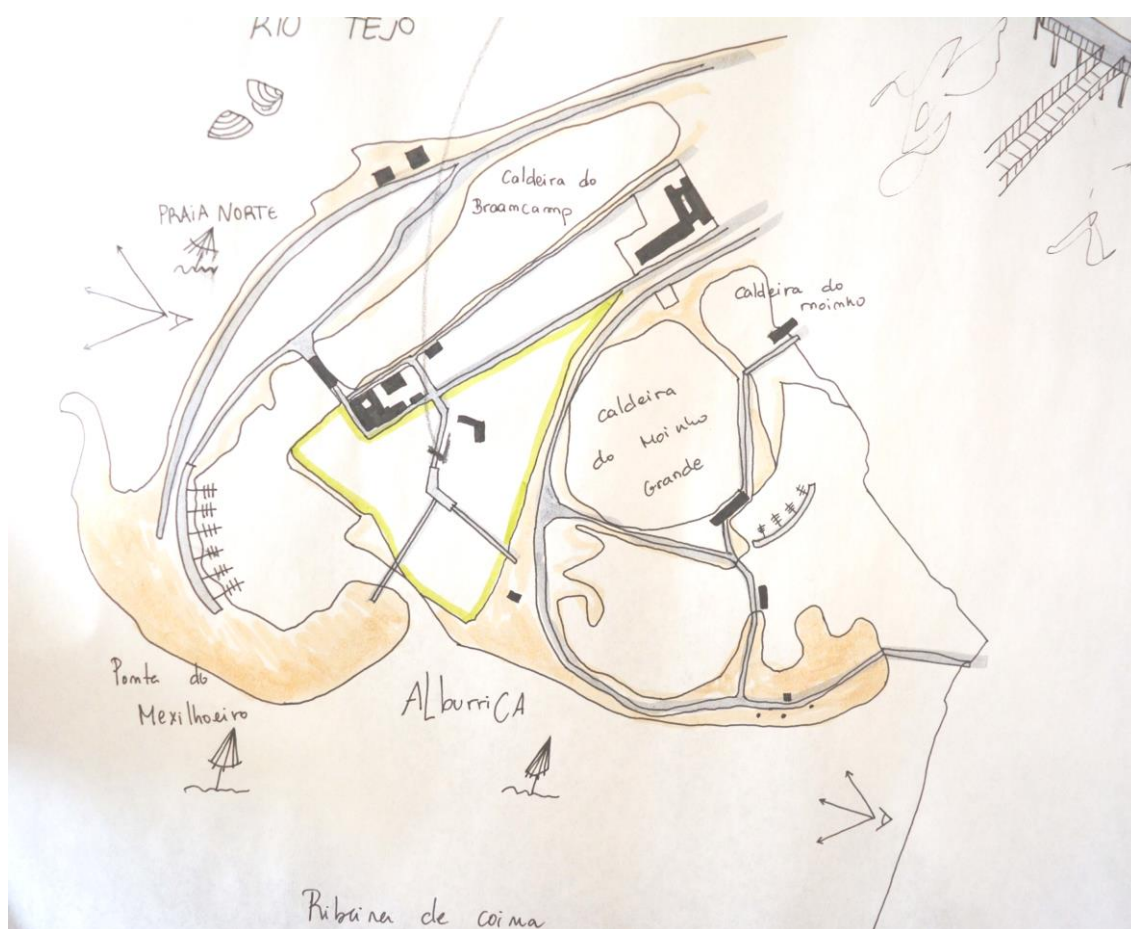 RIO TEJO
Caldeira do
Braamcamp
PRAIA NORTE
Caldeira do
moinho
Caldeira
do Moinho
Grande
Ponta do
Mexilhoeiro
ALburriCA
Ribeira de coina